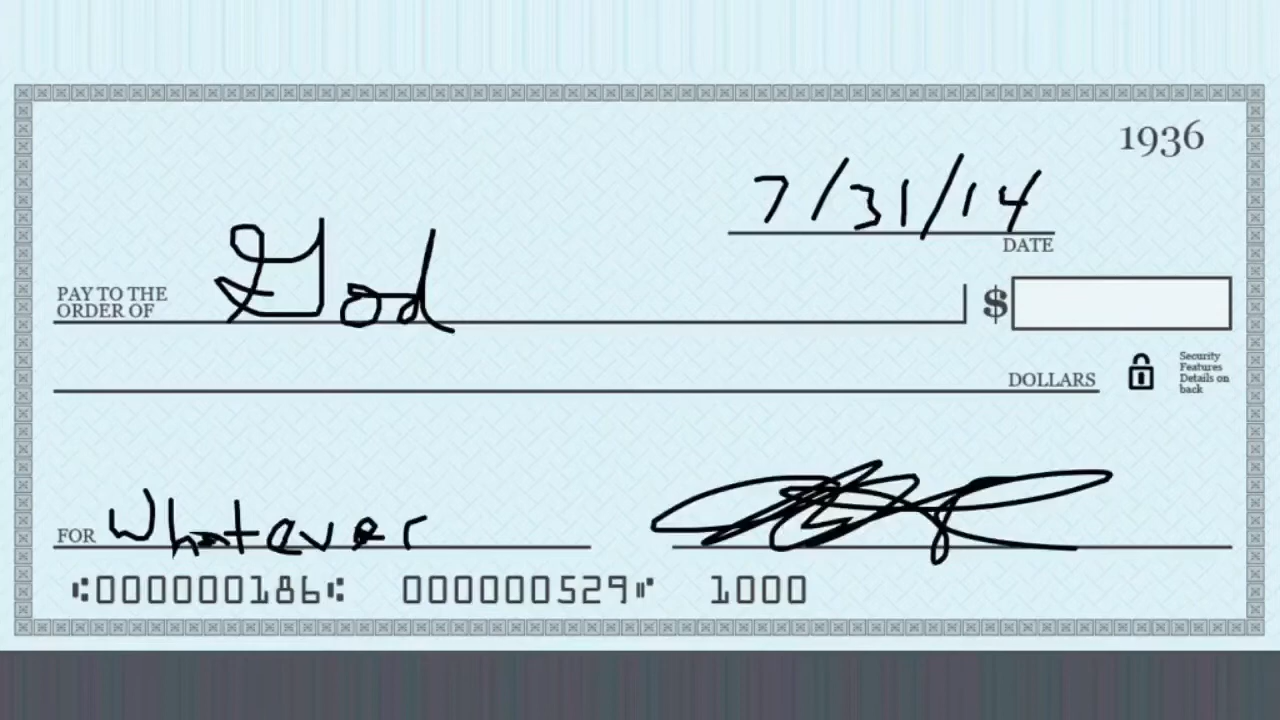 1936
7/31/14
DATE
PAY TO THE
ORDER OF
God
$
DOLLARS
Security
Features
Details on
back
FOR Whatever
⑆000000186⑆ 000000529⑈ 1000